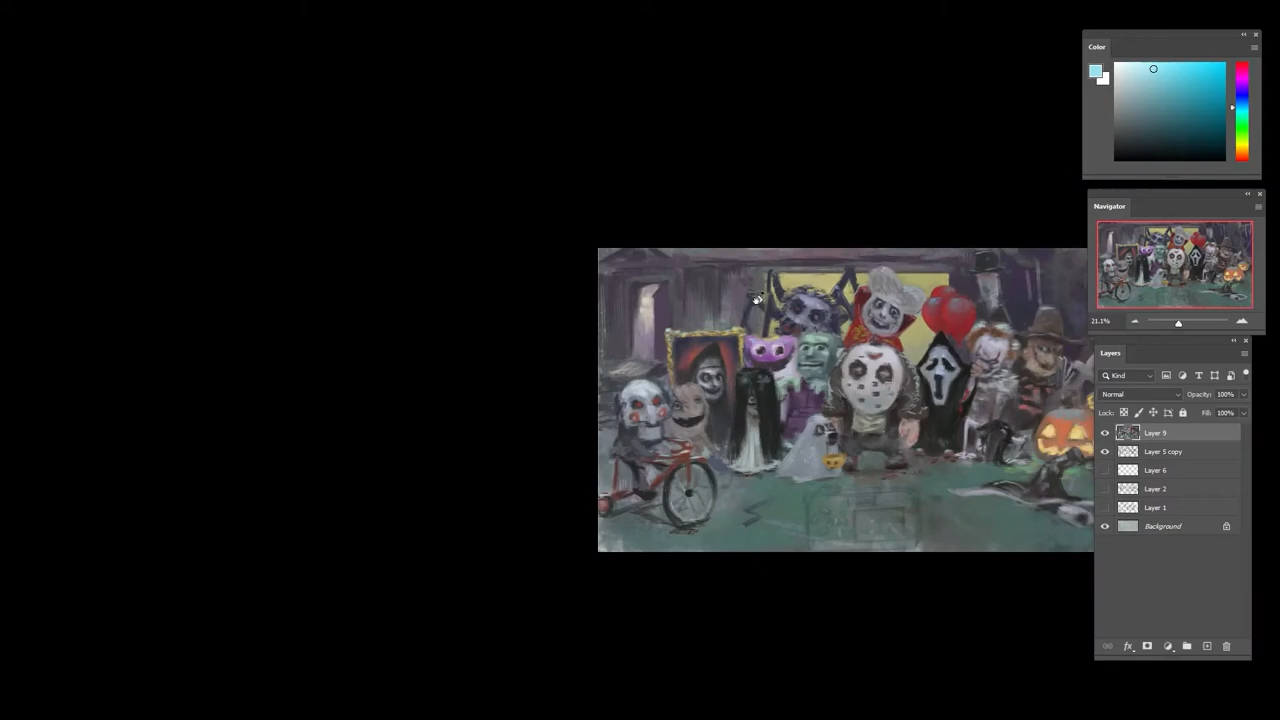 Color
Navigator
21.1%
Layers
Kind
Normal
Opacity: 100%
Lock:
Fill: 100%
Layer 9
Layer 5 copy
Layer 6
Layer 2
Layer 1
Background
fx